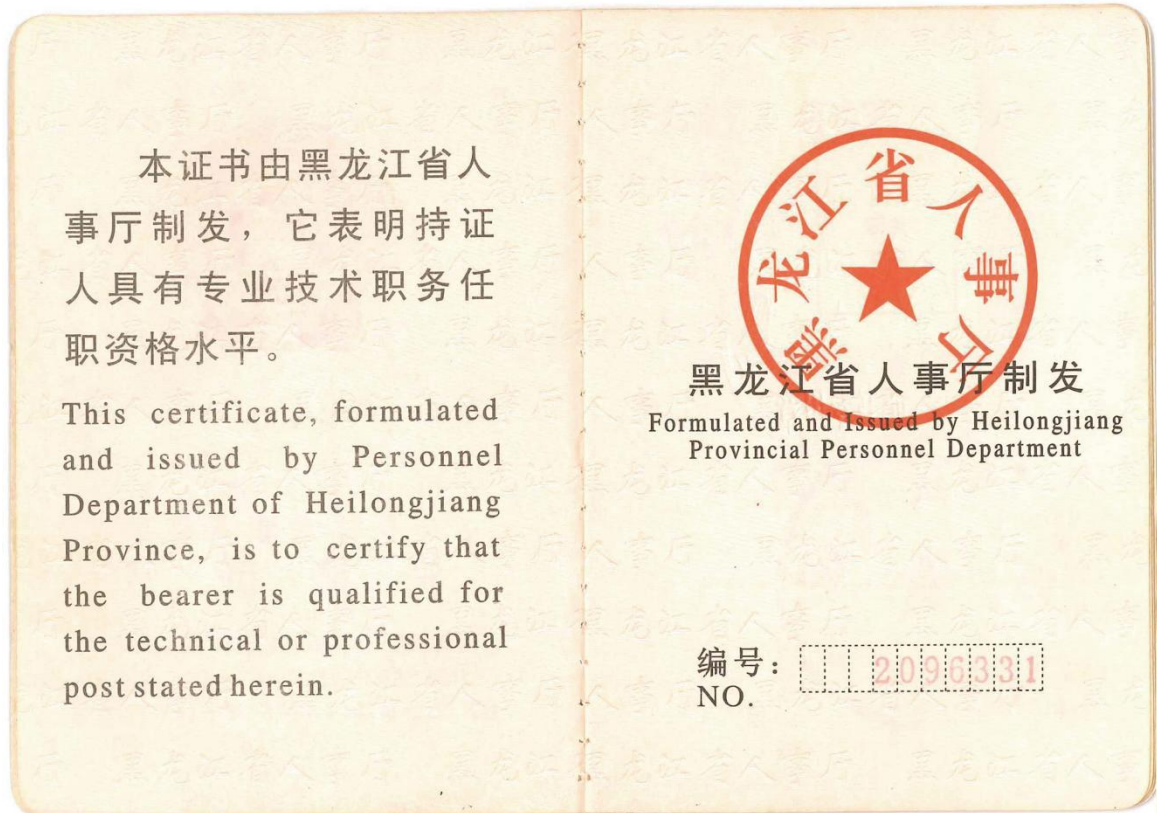 本证书由黑龙江省人
事厅制发，它表明持证
人具有专业技术职务任
职资格水平。
This certificate, formulated
and issued by Personnel
Department of Heilongjiang
Province, is to certify that
the bearer is qualified for
the technical or professional
post stated herein.
黑龙江省人事厅
黑龙江省人事厅制发
Formulated and Issued by Heilongjiang
Provincial Personnel Department
编号：2096331
NO.